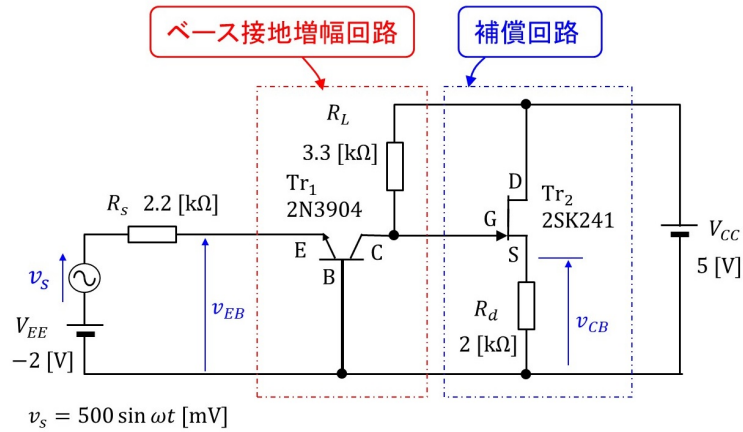 ベース接地増幅回路
補償回路
R_L
3.3 [kΩ]
Tr₁
2N3904
R_s 2.2 [kΩ]
E
B
C
D
G
S
Tr₂
2SK241
V_CC
5 [V]
v_s
V_EE
−2 [V]
v_EB
R_d
2 [kΩ]
v_CB
v_s = 500 sin ωt [mV]